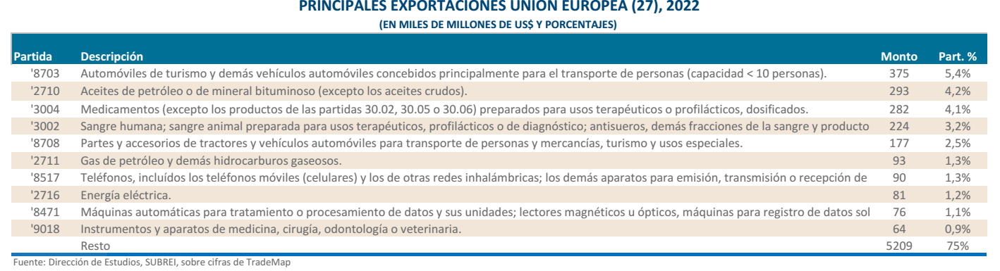 PRINCIPALES EXPORTACIONES UNIÓN EUROPEA (27), 2022
(EN MILES DE MILLONES DE US$ Y PORCENTAJES)
Partida Descripción Monto Part. %
'8703 Automóviles de turismo y demás vehículos automóviles concebidos principalmente para el transporte de personas (capacidad < 10 personas). 375 5,4%
'2710 Aceites de petróleo o de mineral bituminoso (excepto los aceites crudos). 293 4,2%
'3004 Medicamentos (excepto los productos de las partidas 30.02, 30.05 o 30.06) preparados para usos terapéuticos o profilácticos, dosificados. 282 4,1%
'3002 Sangre humana; sangre animal preparada para usos terapéuticos, profilácticos o de diagnóstico; antisueros, demás fracciones de la sangre y producto 224 3,2%
'8708 Partes y accesorios de tractores y vehículos automóviles para transporte de personas y mercancías, turismo y usos especiales. 177 2,5%
'2711 Gas de petróleo y demás hidrocarburos gaseosos. 93 1,3%
'8517 Teléfonos, incluídos los teléfonos móviles (celulares) y los de otras redes inhalámbricas; los demás aparatos para emisión, transmisión o recepción de 90 1,3%
'2716 Energía eléctrica. 81 1,2%
'8471 Máquinas automáticas para tratamiento o procesamiento de datos y sus unidades; lectores magnéticos u ópticos, máquinas para registro de datos sol 76 1,1%
'9018 Instrumentos y aparatos de medicina, cirugía, odontología o veterinaria. 64 0,9%
Resto 5209 75%
Fuente: Dirección de Estudios, SUBREI, sobre cifras de TradeMap